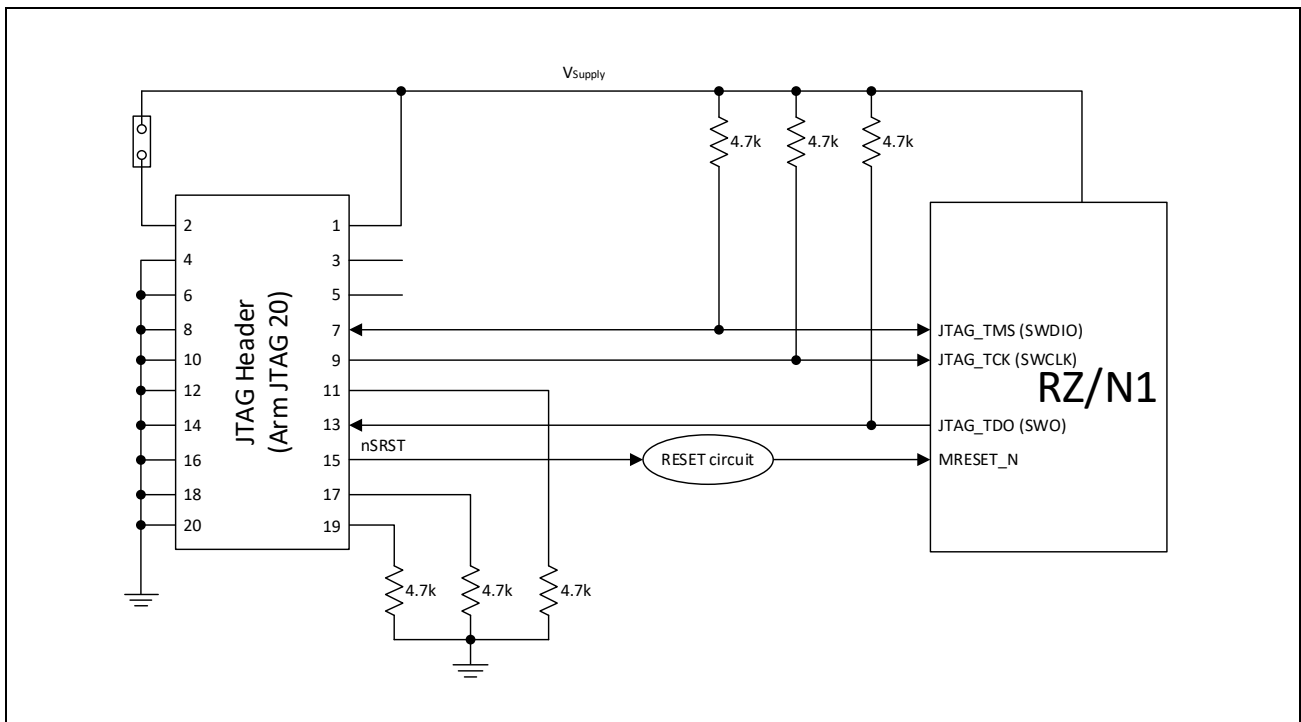 VSupply
4.7k
4.7k
4.7k
2
1
4
3
6
5
8
7
JTAG_TMS (SWDIO)
10
9
JTAG_TCK (SWCLK)
RZ/N1
12
11
14
13
JTAG_TDO (SWO)
nSRST
16
15
RESET circuit
MRESET_N
18
17
20
19
JTAG Header
(Arm JTAG 20)
4.7k
4.7k
4.7k